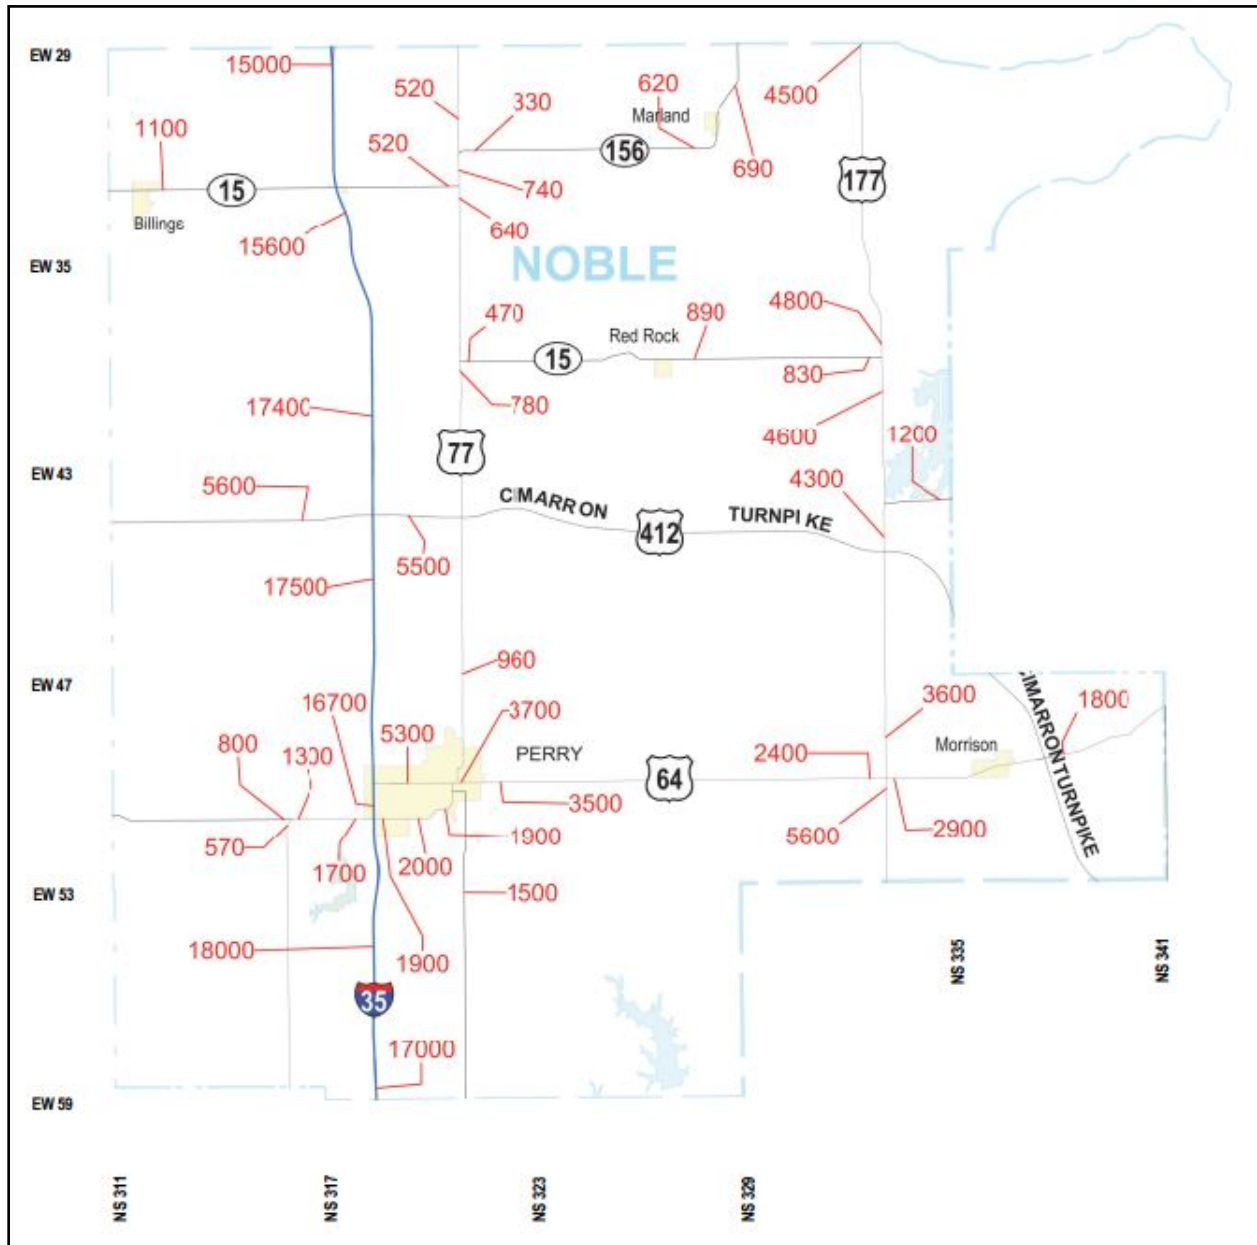 EW 29
15000
520
330
620
4500
Marland
1100
520
156
690
177
15
740
Billings
15600
640
EW 35
NOBLE
470
Red Rock
890
4800
15
830
17400
780
77
4600
1200
EW 43
5600
CIMARRON
TURNPIKE
4300
412
5500
17500
960
EW 47
16700
3700
3600
1800
5300
PERRY
Morrison
CIMARRON TURNPIKE
800
1300
64
2400
3500
570
1700
2000
1900
5600
2900
EW 53
1500
18000
1900
NS 335
NS 341
35
17000
EW 59
NS 311
NS 317
NS 323
NS 329